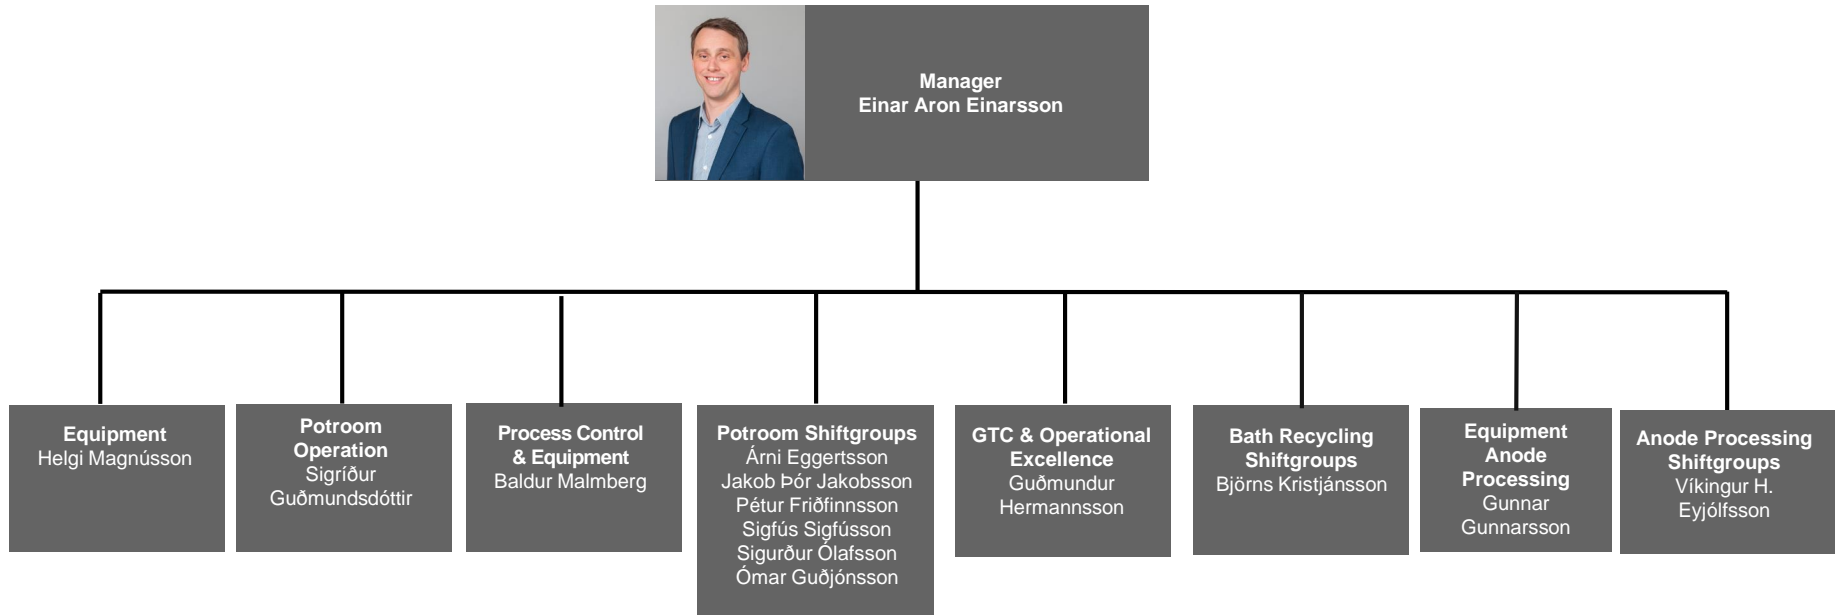 Manager
Einar Aron Einarsson
Equipment
Helgi Magnússon
Potroom
Operation
Sigríður
Guðmundsdóttir
Process Control
& Equipment
Baldur Malmberg
Potroom Shiftgroups
Árni Eggertsson
Jakob Þór Jakobsson
Pétur Friðfinnsson
Sigfús Sigfússon
Sigurður Ólafsson
Ómar Guðjónsson
GTC & Operational
Excellence
Guðmundur
Hermannsson
Bath Recycling
Shiftgroups
Björns Kristjánsson
Equipment
Anode
Processing
Gunnar
Gunnarsson
Anode Processing
Shiftgroups
Víkingur H.
Eyjólfsson